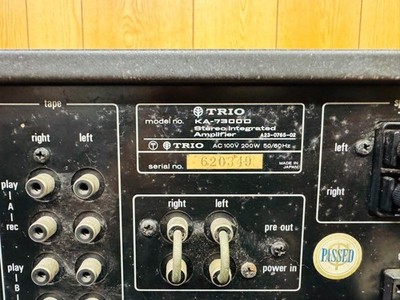 tape
right left
play
A
rec
play
B
TRIO
model no. KA-7300D
Stereo Integrated
Amplifier A23-0765-02
TRIO AC 100V 200W 50/60Hz
serial no. 620349 MADE IN
JAPAN
right left
pre out
power in
s
left
right
PASSED